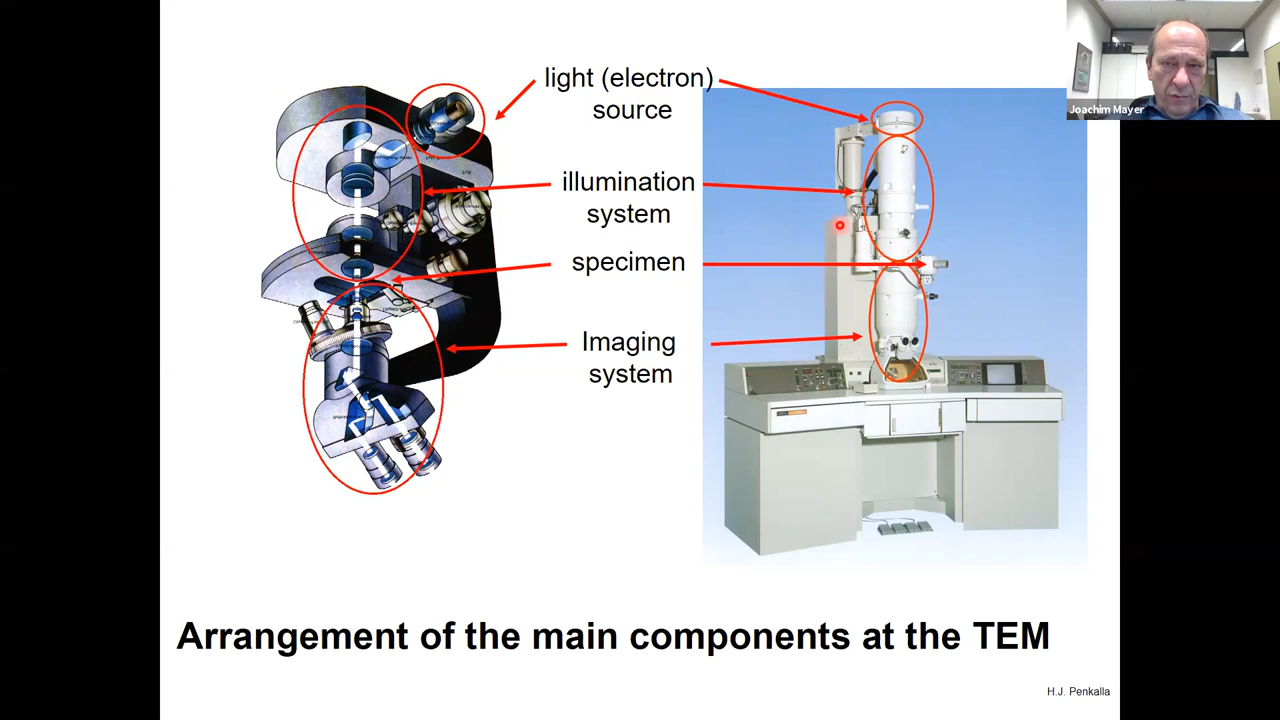 light (electron)
source
Joachim Mayer
illumination
system
specimen
Imaging
system
Arrangement of the main components at the TEM
H.J. Penkalla